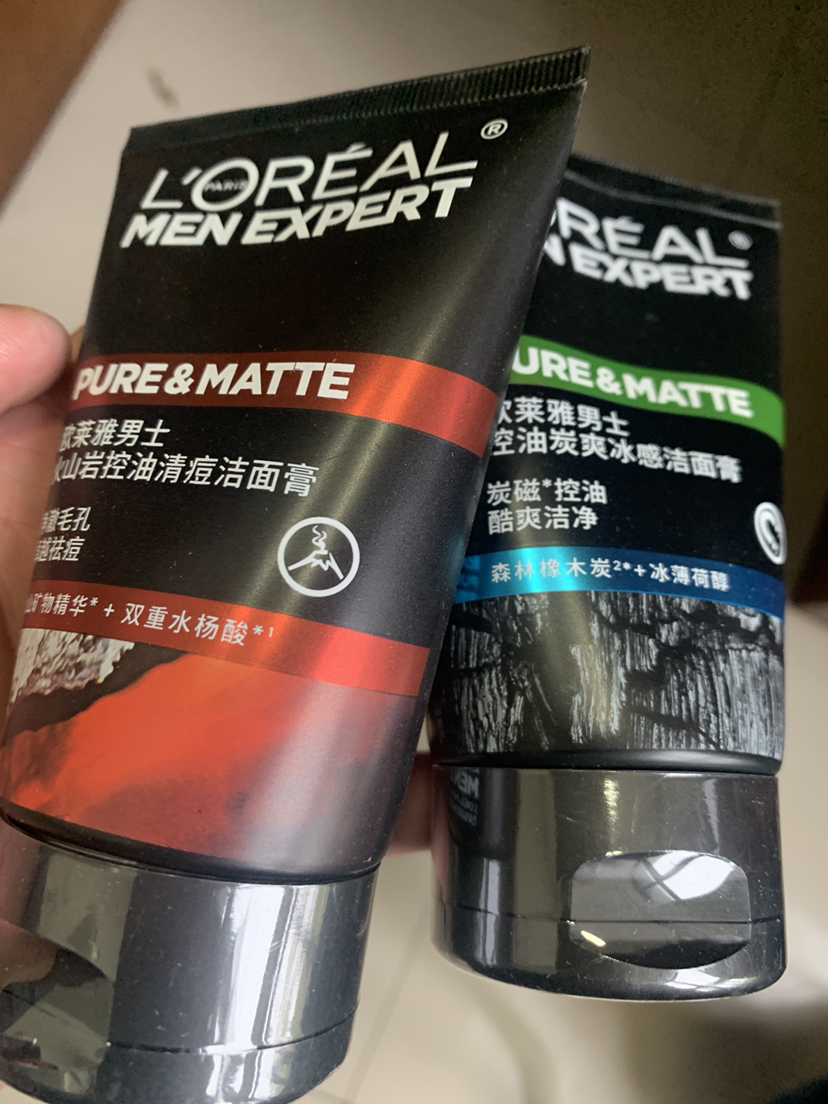 L'ORÉAL®
PARIS
MEN EXPERT
PURE & MATTE
欧莱雅男士
火山岩控油清痘洁面膏
毛孔
祛痘
矿物精华* + 双重水杨酸*1
RÉAL®
EXPERT
URE & MATTE
欧莱雅男士
控油炭爽冰感洁面膏
炭磁*控油
酷爽洁净
森林橡木炭2*+冰薄荷醇